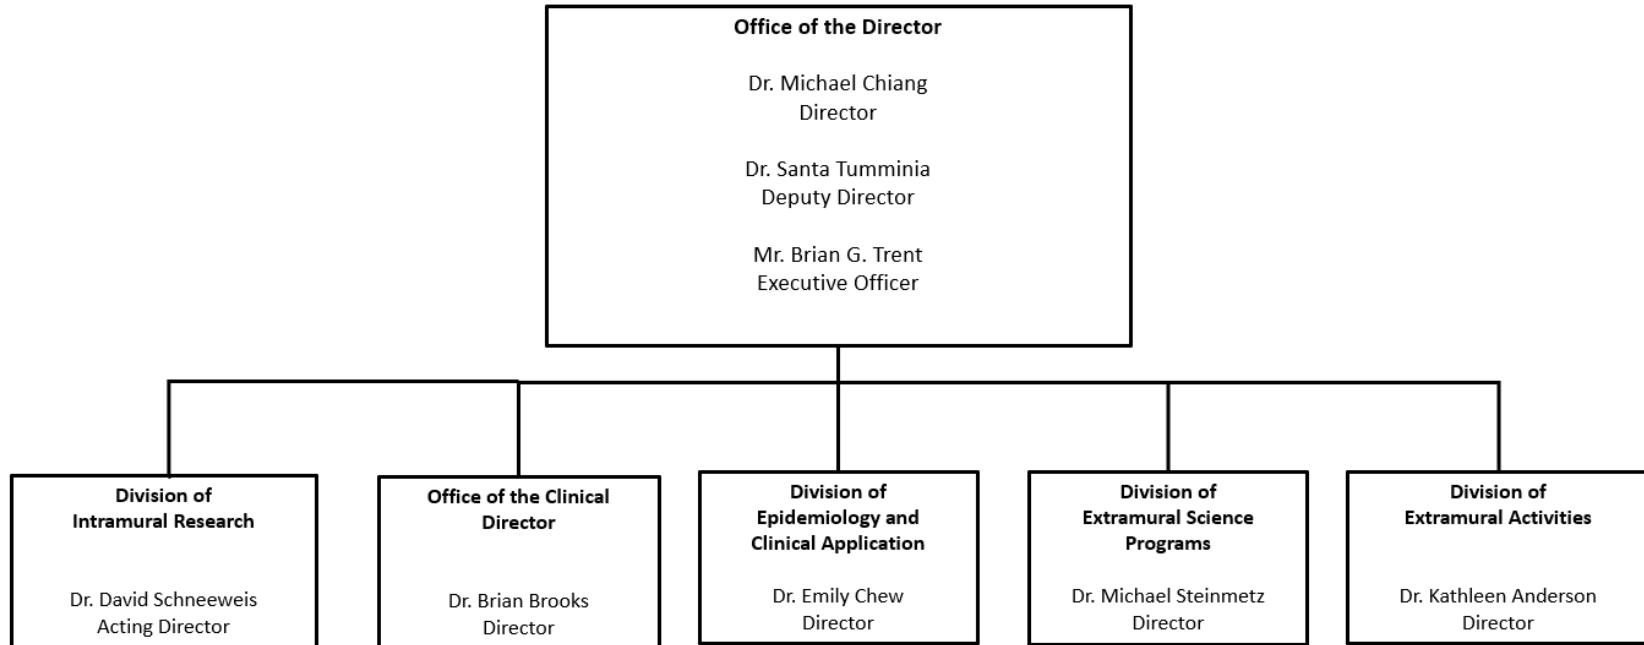 Office of the Director
Dr. Michael Chiang
Director
Dr. Santa Tumminia
Deputy Director
Mr. Brian G. Trent
Executive Officer
Division of
Intramural Research
Dr. David Schneeweis
Acting Director
Office of the Clinical
Director
Dr. Brian Brooks
Director
Division of
Epidemiology and
Clinical Application
Dr. Emily Chew
Director
Division of
Extramural Science
Programs
Dr. Michael Steinmetz
Director
Division of
Extramural Activities
Dr. Kathleen Anderson
Director